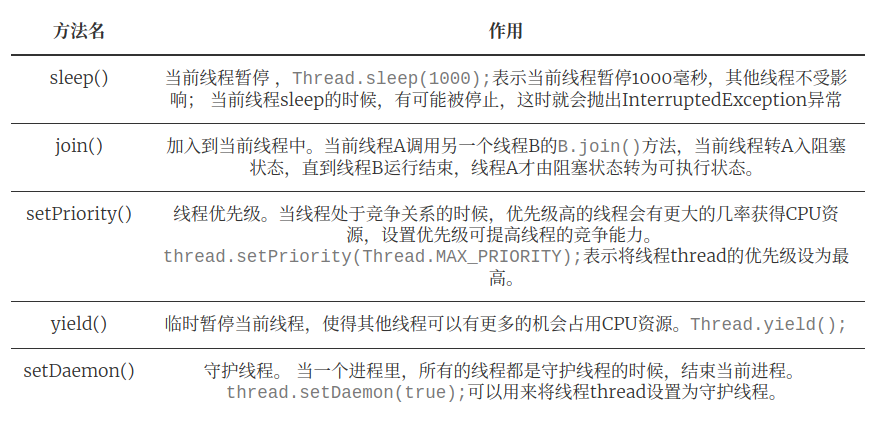 方法名 作用
sleep() 当前线程暂停 ，Thread.sleep(1000);表示当前线程暂停1000毫秒，其他线程不受影
响； 当前线程sleep的时候，有可能被停止，这时就会抛出InterruptedException异常
join() 加入到当前线程中。当前线程A调用另一个线程B的B.join()方法，当前线程转A入阻塞
状态，直到线程B运行结束，线程A才由阻塞状态转为可执行状态。
setPriority() 线程优先级。当线程处于竞争关系的时候，优先级高的线程会有更大的几率获得CPU资
源，设置优先级可提高线程的竞争能力。
thread.setPriority(Thread.MAX_PRIORITY);表示将线程thread的优先级设为最
高。
yield() 临时暂停当前线程，使得其他线程可以有更多的机会占用CPU资源。Thread.yield();
setDaemon() 守护线程。 当一个进程里，所有的线程都是守护线程的时候，结束当前进程。
thread.setDaemon(true);可以用来将线程thread设置为守护线程。